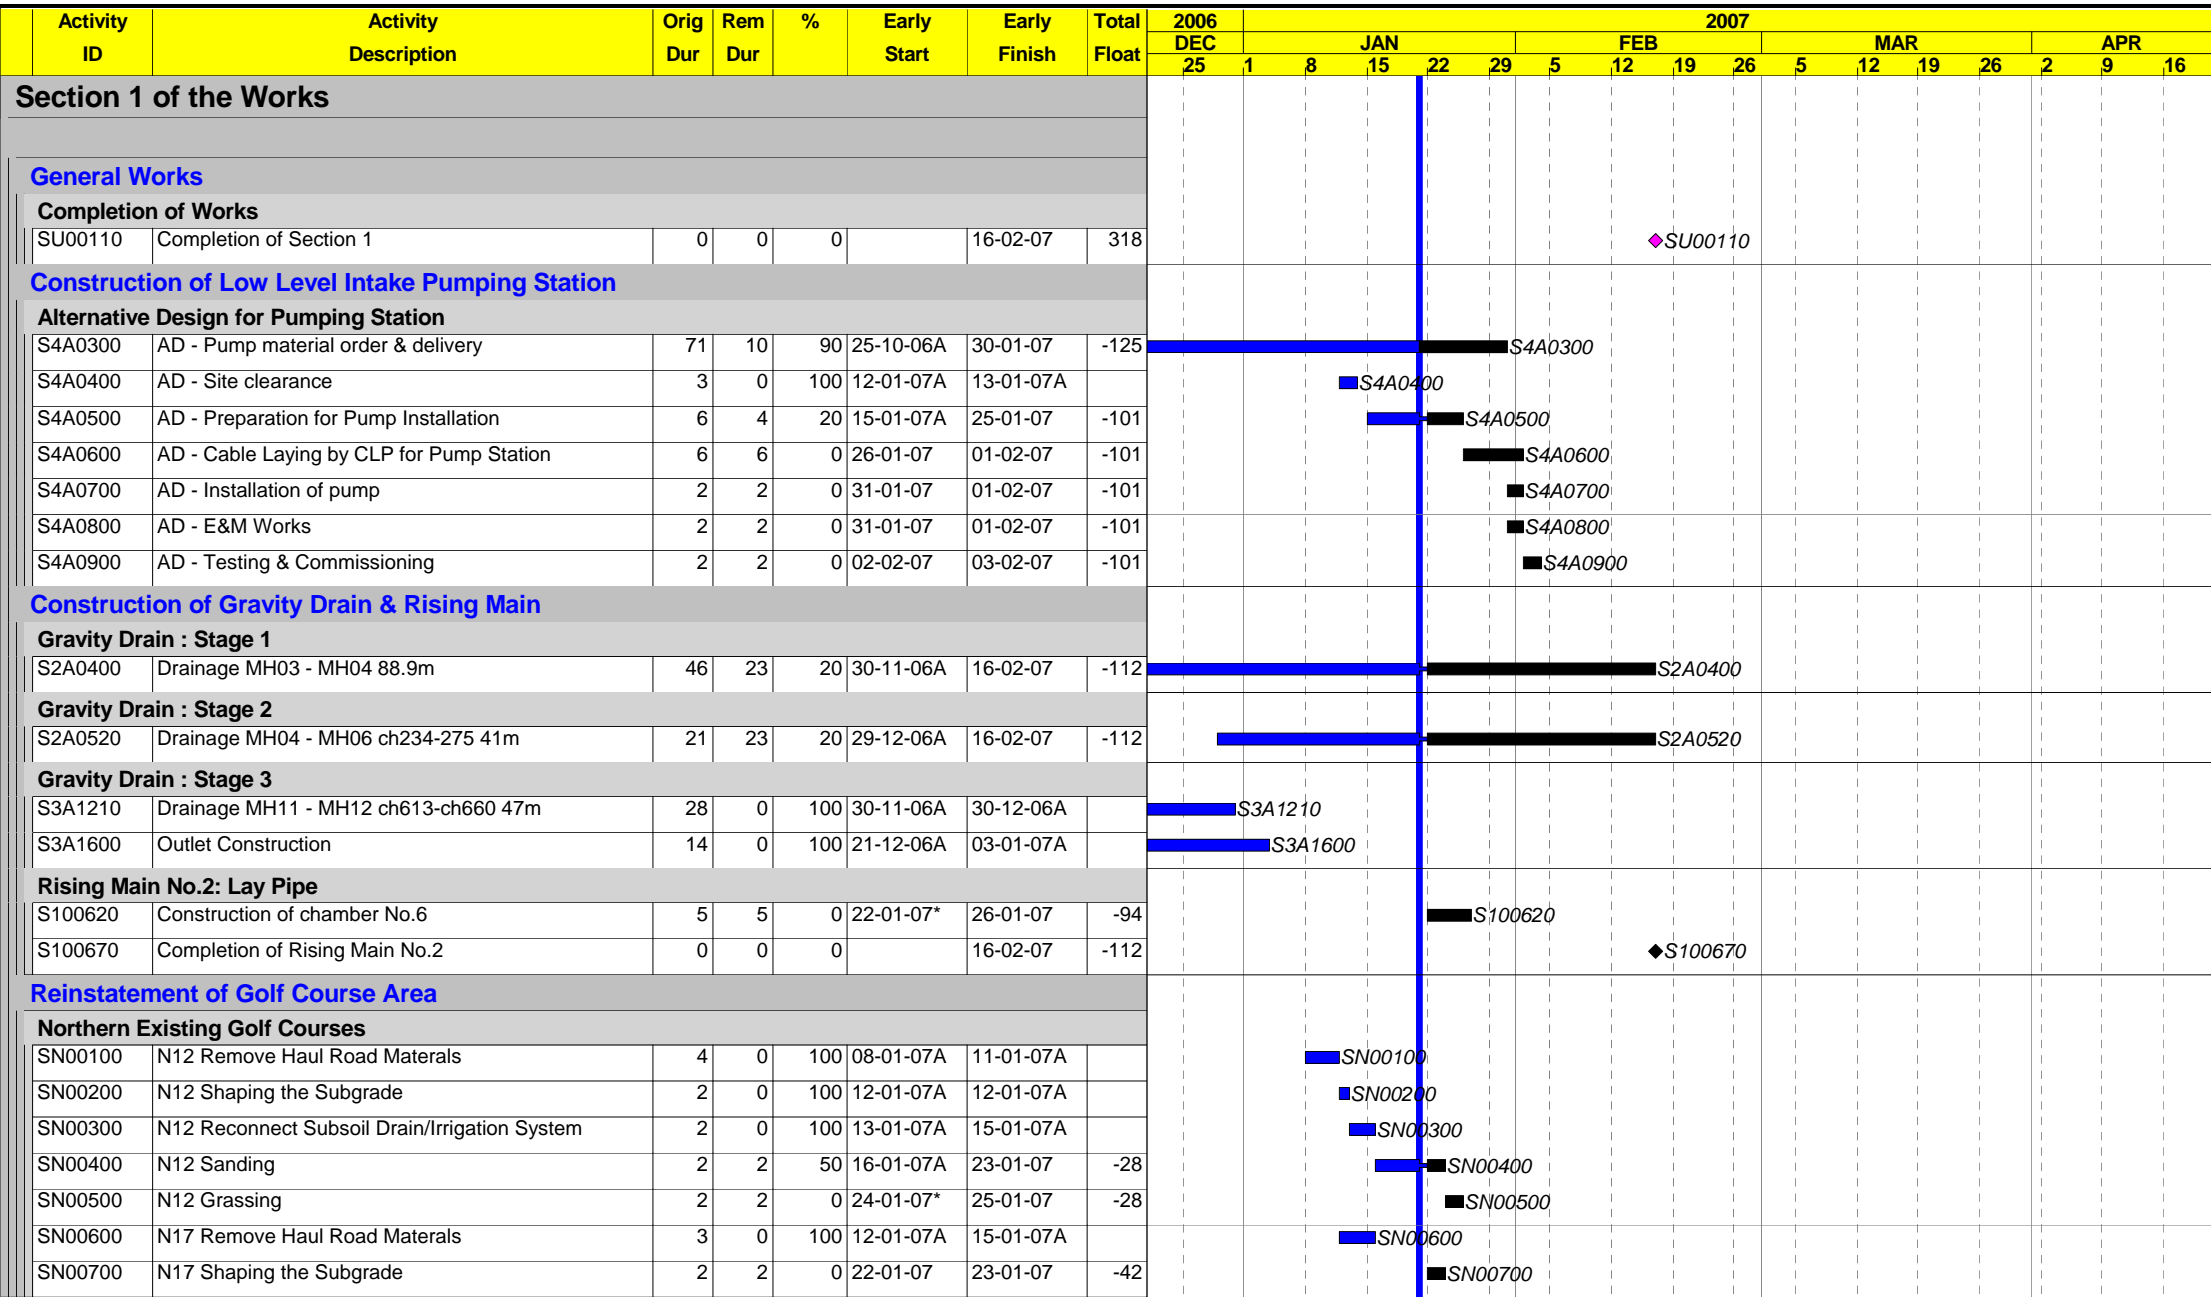 Activity Activity Orig Rem % Early Early Total 2006 2007
ID Description Dur Dur Start Finish Float DEC JAN FEB MAR APR
25 1 8 15 22 29 5 12 19 26 5 12 19 26 2 9 16
Section 1 of the Works
General Works
Completion of Works
SU00110 Completion of Section 1 0 0 0 16-02-07 318 SU00110
Construction of Low Level Intake Pumping Station
Alternative Design for Pumping Station
S4A0300 AD - Pump material order & delivery 71 10 90 25-10-06A 30-01-07 -125 S4A0300
S4A0400 AD - Site clearance 3 0 100 12-01-07A 13-01-07A S4A0400
S4A0500 AD - Preparation for Pump Installation 6 4 20 15-01-07A 25-01-07 -101 S4A0500
S4A0600 AD - Cable Laying by CLP for Pump Station 6 6 0 26-01-07 01-02-07 -101 S4A0600
S4A0700 AD - Installation of pump 2 2 0 31-01-07 01-02-07 -101 S4A0700
S4A0800 AD - E&M Works 2 2 0 31-01-07 01-02-07 -101 S4A0800
S4A0900 AD - Testing & Commissioning 2 2 0 02-02-07 03-02-07 -101 S4A0900
Construction of Gravity Drain & Rising Main
Gravity Drain : Stage 1
S2A0400 Drainage MH03 - MH04 88.9m 46 23 20 30-11-06A 16-02-07 -112 S2A0400
Gravity Drain : Stage 2
S2A0520 Drainage MH04 - MH06 ch234-275 41m 21 23 20 29-12-06A 16-02-07 -112 S2A0520
Gravity Drain : Stage 3
S3A1210 Drainage MH11 - MH12 ch613-ch660 47m 28 0 100 30-11-06A 30-12-06A S3A1210
S3A1600 Outlet Construction 14 0 100 21-12-06A 03-01-07A S3A1600
Rising Main No.2: Lay Pipe
S100620 Construction of chamber No.6 5 5 0 22-01-07* 26-01-07 -94 S100620
S100670 Completion of Rising Main No.2 0 0 0 16-02-07 -112 S100670
Reinstatement of Golf Course Area
Northern Existing Golf Courses
SN00100 N12 Remove Haul Road Materals 4 0 100 08-01-07A 11-01-07A SN00100
SN00200 N12 Shaping the Subgrade 2 0 100 12-01-07A 12-01-07A SN00200
SN00300 N12 Reconnect Subsoil Drain/Irrigation System 2 0 100 13-01-07A 15-01-07A SN00300
SN00400 N12 Sanding 2 2 50 16-01-07A 23-01-07 -28 SN00400
SN00500 N12 Grassing 2 2 0 24-01-07* 25-01-07 -28 SN00500
SN00600 N17 Remove Haul Road Materals 3 0 100 12-01-07A 15-01-07A SN00600
SN00700 N17 Shaping the Subgrade 2 2 0 22-01-07 23-01-07 -42 SN00700